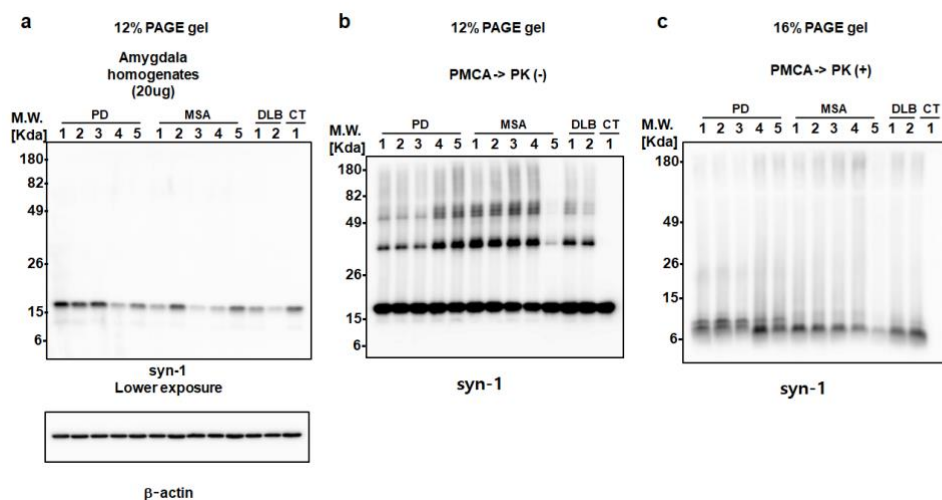 a
12% PAGE gel
Amygdala
homogenates
(20ug)
M.W.
[Kda]
PD MSA DLB CT
1 2 3 4 5 1 2 3 4 5 1 2 1
180
82
49
26
15
6
syn-1
Lower exposure
β-actin
b
12% PAGE gel
PMCA-> PK (-)
M.W.
[Kda]
PD MSA DLB CT
1 2 3 4 5 1 2 3 4 5 1 2 1
180
82
49
26
15
6
syn-1
c
16% PAGE gel
PMCA-> PK (+)
M.W.
[Kda]
PD MSA DLB CT
1 2 3 4 5 1 2 3 4 5 1 2 1
180
49
26
15
6
syn-1